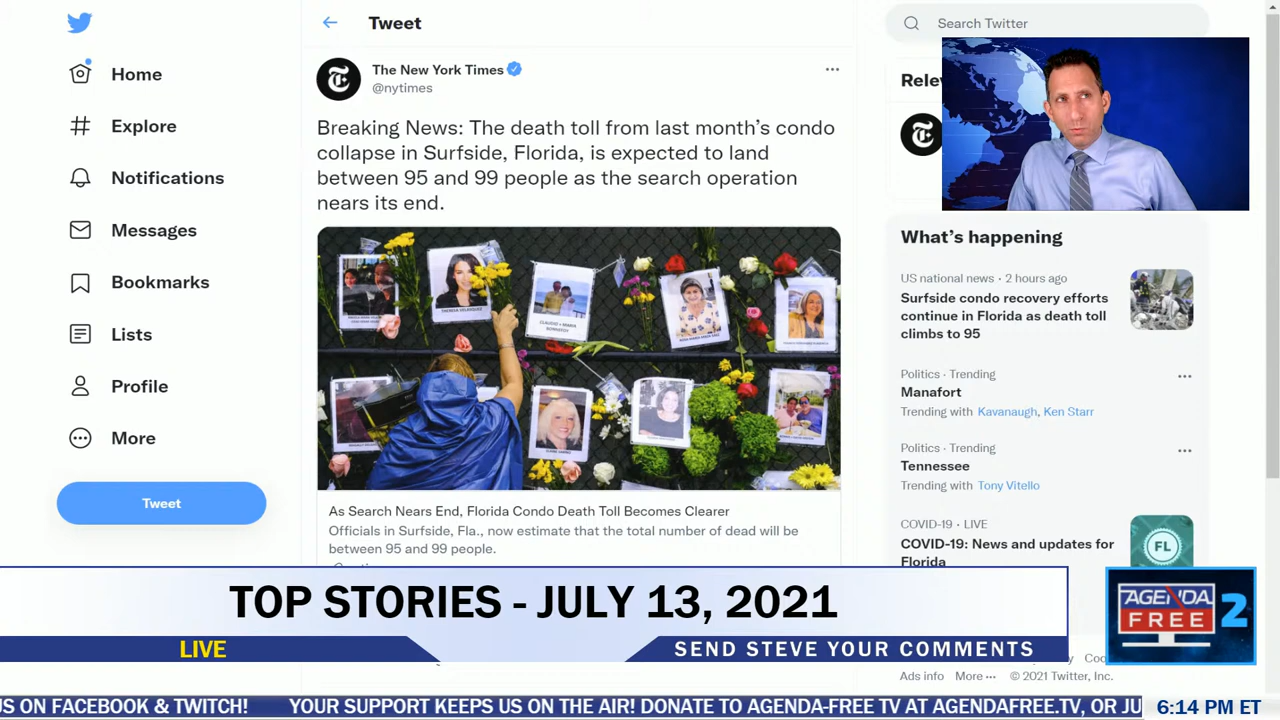 Tweet
Search Twitter
Home
Explore
Notifications
Messages
Bookmarks
Lists
Profile
More
Tweet
The New York Times
@nytimes
Breaking News: The death toll from last month's condo
collapse in Surfside, Florida, is expected to land
between 95 and 99 people as the search operation
nears its end.
As Search Nears End, Florida Condo Death Toll Becomes Clearer
Officials in Surfside, Fla., now estimate that the total number of dead will be
between 95 and 99 people.
What's happening
US national news · 2 hours ago
Surfside condo recovery efforts
continue in Florida as death toll
climbs to 95
Politics · Trending
Manafort
Trending with Kavanaugh, Ken Starr
Politics · Trending
Tennessee
Trending with Tony Vitello
COVID-19 · LIVE
COVID-19: News and updates for
Florida
FL
Ads info More ··· © 2021 Twitter, Inc.
TOP STORIES - JULY 13, 2021
LIVE
SEND STEVE YOUR COMMENTS
AGENDA
FREE 2
US ON FACEBOOK & TWITCH! YOUR SUPPORT KEEPS US ON THE AIR! DONATE TO AGENDA-FREE TV AT AGENDAFREE.TV, OR JU
6:14 PM ET